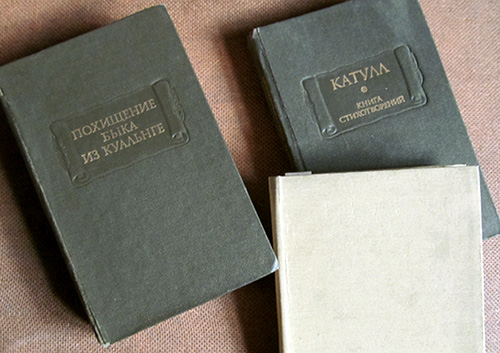 ПОХИЩЕНИЕ
БЫКА
ИЗ КУАЛЬНГЕ
КАТУЛЛ
КНИГА
СТИХОТВОРЕНИЙ